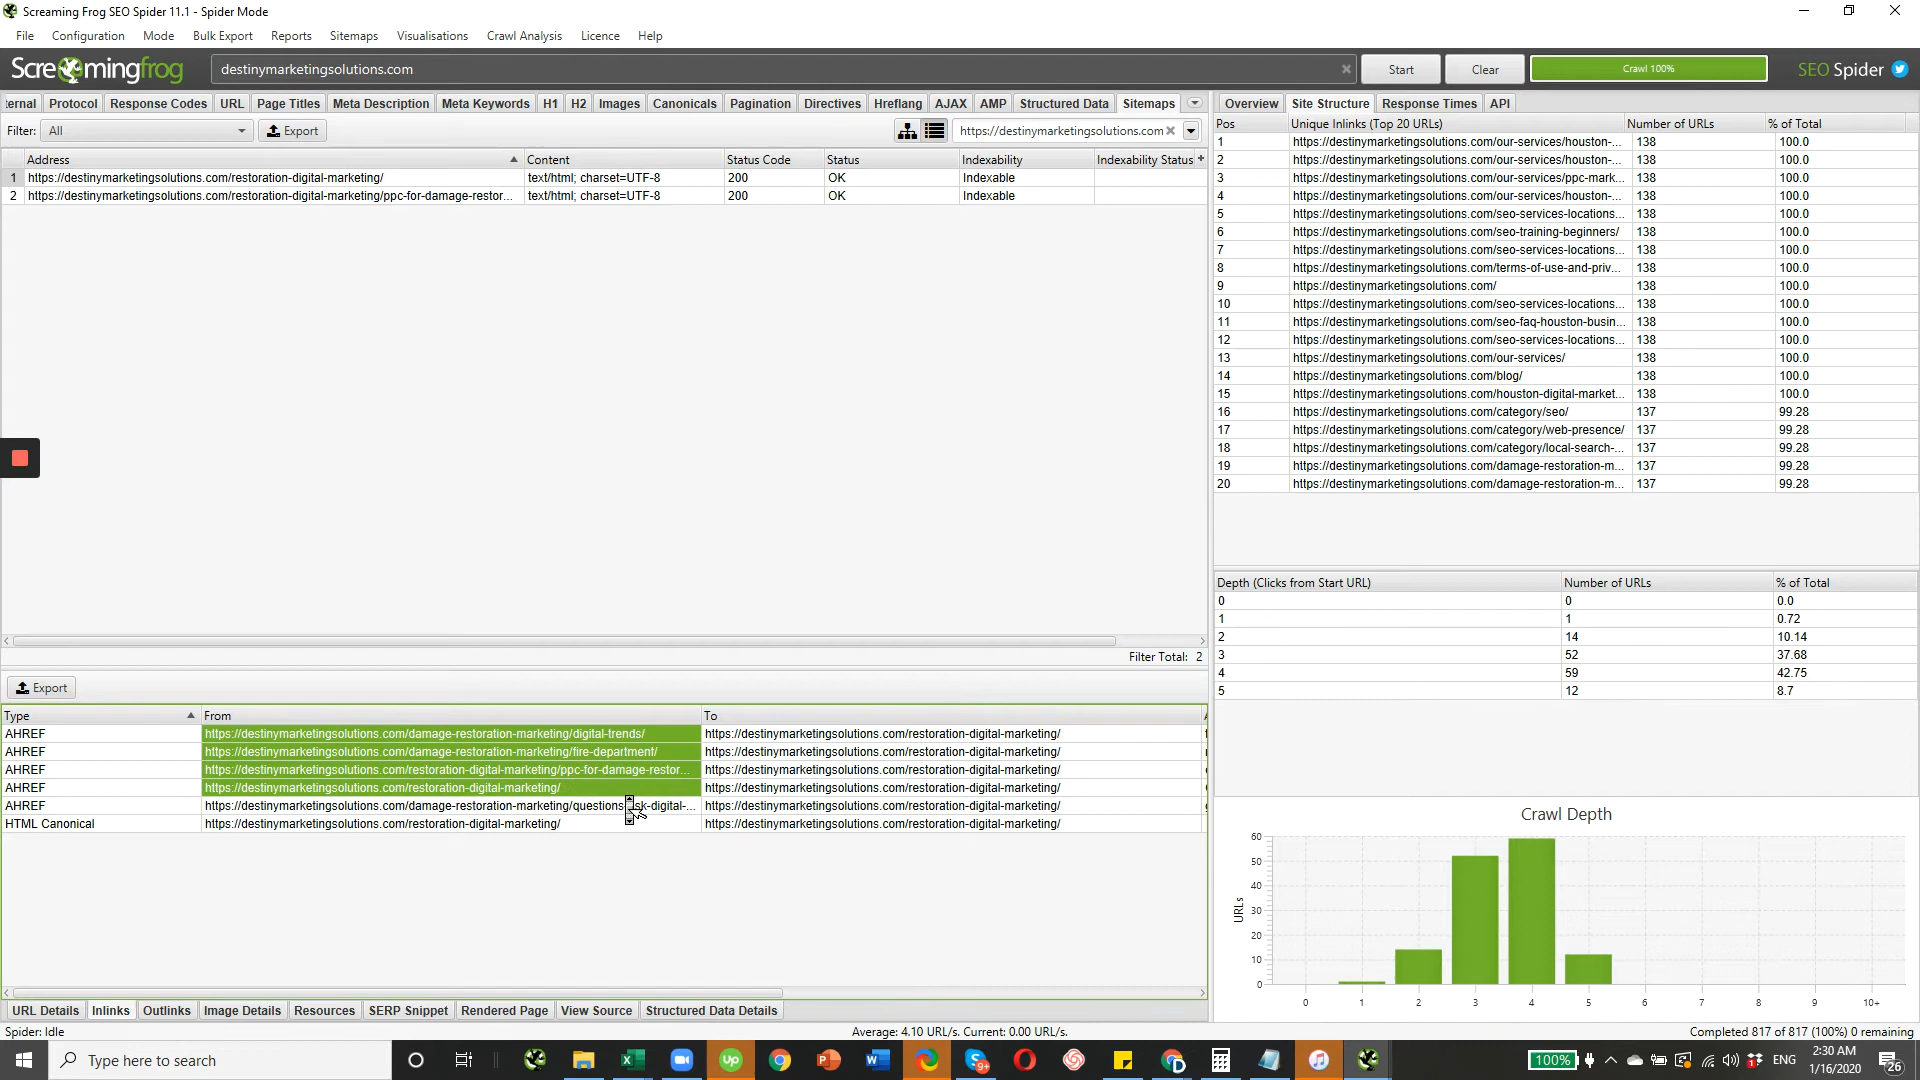 Screaming Frog SEO Spider 11.1 - Spider Mode
File Configuration Mode Bulk Export Reports Sitemaps Visualisations Crawl Analysis Licence Help
Screamingfrog destinymarketingsolutions.com Start Clear Crawl 100% SEO Spider
ternal Protocol Response Codes URL Page Titles Meta Description Meta Keywords H1 H2 Images Canonicals Pagination Directives Hreflang AJAX AMP Structured Data Sitemaps
Filter: All Export https://destinymarketingsolutions.com
Address Content Status Code Status Indexability Indexability Status
1 https://destinymarketingsolutions.com/restoration-digital-marketing/ text/html; charset=UTF-8 200 OK Indexable
2 https://destinymarketingsolutions.com/restoration-digital-marketing/ppc-for-damage-restor... text/html; charset=UTF-8 200 OK Indexable
Filter Total: 2
Export
Type From To
AHREF https://destinymarketingsolutions.com/damage-restoration-marketing/digital-trends/ https://destinymarketingsolutions.com/restoration-digital-marketing/
AHREF https://destinymarketingsolutions.com/damage-restoration-marketing/fire-department/ https://destinymarketingsolutions.com/restoration-digital-marketing/
AHREF https://destinymarketingsolutions.com/restoration-digital-marketing/ppc-for-damage-restor... https://destinymarketingsolutions.com/restoration-digital-marketing/
AHREF https://destinymarketingsolutions.com/restoration-digital-marketing/ https://destinymarketingsolutions.com/restoration-digital-marketing/
AHREF https://destinymarketingsolutions.com/damage-restoration-marketing/questions-ask-digital-... https://destinymarketingsolutions.com/restoration-digital-marketing/
HTML Canonical https://destinymarketingsolutions.com/restoration-digital-marketing/ https://destinymarketingsolutions.com/restoration-digital-marketing/
URL Details Inlinks Outlinks Image Details Resources SERP Snippet Rendered Page View Source Structured Data Details
Overview Site Structure Response Times API
Pos Unique Inlinks (Top 20 URLs) Number of URLs % of Total
1 https://destinymarketingsolutions.com/our-services/houston-... 138 100.0
2 https://destinymarketingsolutions.com/our-services/houston-... 138 100.0
3 https://destinymarketingsolutions.com/our-services/ppc-mark... 138 100.0
4 https://destinymarketingsolutions.com/our-services/houston-... 138 100.0
5 https://destinymarketingsolutions.com/seo-services-locations... 138 100.0
6 https://destinymarketingsolutions.com/seo-training-beginners/ 138 100.0
7 https://destinymarketingsolutions.com/seo-services-locations... 138 100.0
8 https://destinymarketingsolutions.com/terms-of-use-and-priv... 138 100.0
9 https://destinymarketingsolutions.com/ 138 100.0
10 https://destinymarketingsolutions.com/seo-services-locations... 138 100.0
11 https://destinymarketingsolutions.com/seo-faq-houston-busin... 138 100.0
12 https://destinymarketingsolutions.com/seo-services-locations... 138 100.0
13 https://destinymarketingsolutions.com/our-services/ 138 100.0
14 https://destinymarketingsolutions.com/blog/ 138 100.0
15 https://destinymarketingsolutions.com/houston-digital-market... 138 100.0
16 https://destinymarketingsolutions.com/category/seo/ 137 99.28
17 https://destinymarketingsolutions.com/category/web-presence/ 137 99.28
18 https://destinymarketingsolutions.com/category/local-search-... 137 99.28
19 https://destinymarketingsolutions.com/damage-restoration-m... 137 99.28
20 https://destinymarketingsolutions.com/damage-restoration-m... 137 99.28
Depth (Clicks from Start URL) Number of URLs % of Total
0 0 0.0
1 1 0.72
2 14 10.14
3 52 37.68
4 59 42.75
5 12 8.7
Crawl Depth
URLs
60
50
40
30
20
10
0
0 1 2 3 4 5 6 7 8 9 10+
Spider: Idle Average: 4.10 URL/s. Current: 0.00 URL/s. Completed 817 of 817 (100%) 0 remaining
Type here to search Up 9+ 100% ENG 2:30 AM
1/16/2020 26